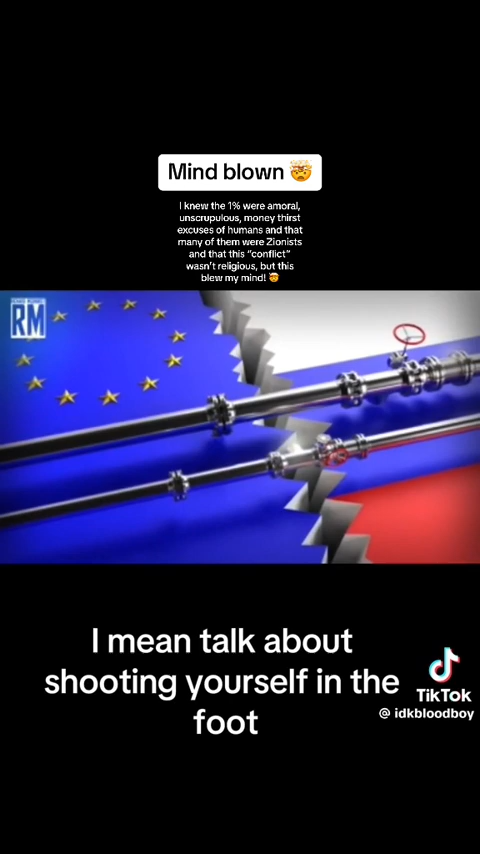 Mind blown 🤯
I knew the 1% were amoral,
unscrupulous, money thirst
excuses of humans and that
many of them were Zionists
and that this “conflict”
wasn’t religious, but this
blew my mind! 🤯
RM
I mean talk about
shooting yourself in the
foot
TikTok
@ idkbloodboy